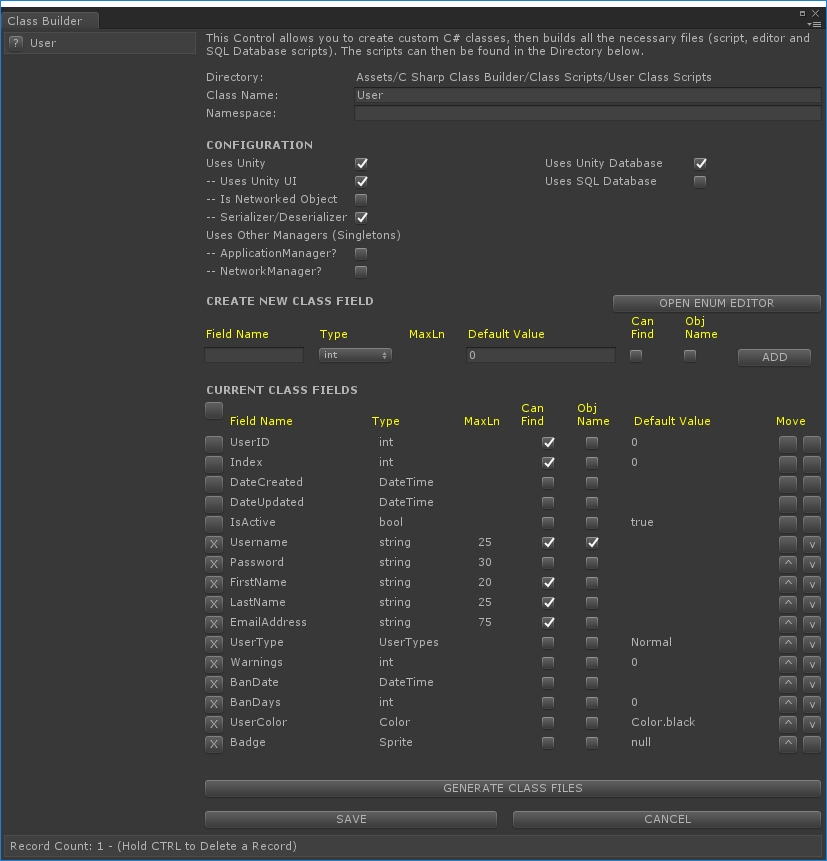 Class Builder
? User
This Control allows you to create custom C# classes, then builds all the necessary files (script, editor and
SQL Database scripts). The scripts can then be found in the Directory below.
Directory: Assets/C Sharp Class Builder/Class Scripts/User Class Scripts
Class Name: User
Namespace:
CONFIGURATION
Uses Unity Uses Unity Database
-- Uses Unity UI Uses SQL Database
-- Is Networked Object
-- Serializer/Deserializer
Uses Other Managers (Singletons)
-- ApplicationManager?
-- NetworkManager?
CREATE NEW CLASS FIELD OPEN ENUM EDITOR
Can Obj
Field Name Type MaxLn Default Value Find Name
int 0 ADD
CURRENT CLASS FIELDS
Can Obj
Field Name Type MaxLn Find Name Default Value Move
UserID int 0
Index int 0
DateCreated DateTime
DateUpdated DateTime
IsActive bool true
X Username string 25 v
X Password string 30 ^ v
X FirstName string 20 ^ v
X LastName string 25 ^ v
X EmailAddress string 75 ^ v
X UserType UserTypes Normal ^ v
X Warnings int 0 ^ v
X BanDate DateTime ^ v
X BanDays int 0 ^ v
X UserColor Color Color.black ^ v
X Badge Sprite null ^
GENERATE CLASS FILES
SAVE CANCEL
Record Count: 1 - (Hold CTRL to Delete a Record)